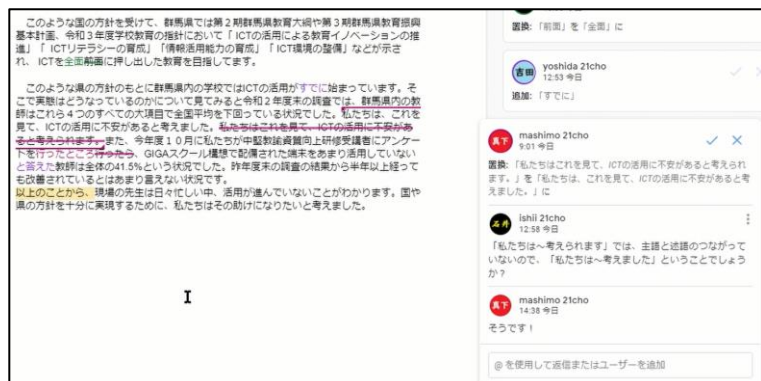 このような国の方針を受けて、群馬県では第２期群馬県教育大綱や第３期群馬県教育振興
基本計画、令和３年度学校教育の指針において「 ICTの活用による教育イノベーションの推
進」「 ICTリテラシーの育成」「情報活用能力の育成」「ICT環境の整備」などが示さ
れ、 ICTを全面前面に押し出した教育を目指してます。
このような県の方針のもとに群馬県内の学校ではICTの活用がすでに始まっています。そ
こで実態はどうなっているのかについて見てみると令和２年度末の調査では、群馬県内の教
師はこれら４つのすべての大項目で全国平均を下回っている状況でした。私たちは、これを
見て、ICTの活用に不安があると考えました。私たちはこれを見て、ICTの活用に不安があ
ると考えられます。また、今年度１０月に私たちが中堅教諭資質向上研修受講者にアンケー
トを行ったところ行ったら、GIGAスクール構想で配備された端末をあまり活用していない
と答えた教師は全体の41.5%という状況でした。昨年度末の調査の結果から半年以上経って
も改善されているとはあまり言えない状況です。
以上のことから、現場の先生は日々忙しい中、活用が進んでいないことがわかります。国や
県の方針を十分に実現するために、私たちはその助けになりたいと考えました。
置換:「前面」を「全面」に
吉田
yoshida 21cho
12:53 今日
追加:「すでに」
真下
mashimo 21cho
9:01 今日
置換:「私たちはこれを見て、ICTの活用に不安があると考えられ
ます。」を「私たちは、これを見て、ICTの活用に不安があると考
えました。」に
石井
ishii 21cho
12:58 今日
「私たちは～考えられます」では、主語と述語のつながって
いないので、「私たちは～考えました」ということでしょう
か？
真下
mashimo 21cho
14:38 今日
そうです！
@ を使用して返信またはユーザーを追加